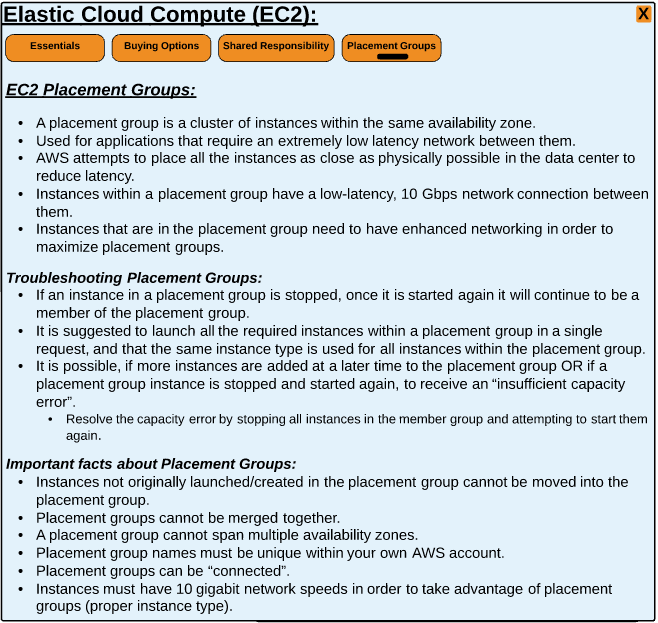 Elastic Cloud Compute (EC2):
X
Essentials
Buying Options
Shared Responsibility
Placement Groups
EC2 Placement Groups:
• A placement group is a cluster of instances within the same availability zone.
• Used for applications that require an extremely low latency network between them.
• AWS attempts to place all the instances as close as physically possible in the data center to
reduce latency.
• Instances within a placement group have a low-latency, 10 Gbps network connection between
them.
• Instances that are in the placement group need to have enhanced networking in order to
maximize placement groups.
Troubleshooting Placement Groups:
• If an instance in a placement group is stopped, once it is started again it will continue to be a
member of the placement group.
• It is suggested to launch all the required instances within a placement group in a single
request, and that the same instance type is used for all instances within the placement group.
• It is possible, if more instances are added at a later time to the placement group OR if a
placement group instance is stopped and started again, to receive an “insufficient capacity
error”.
• Resolve the capacity error by stopping all instances in the member group and attempting to start them
again.
Important facts about Placement Groups:
• Instances not originally launched/created in the placement group cannot be moved into the
placement group.
• Placement groups cannot be merged together.
• A placement group cannot span multiple availability zones.
• Placement group names must be unique within your own AWS account.
• Placement groups can be “connected”.
• Instances must have 10 gigabit network speeds in order to take advantage of placement
groups (proper instance type).